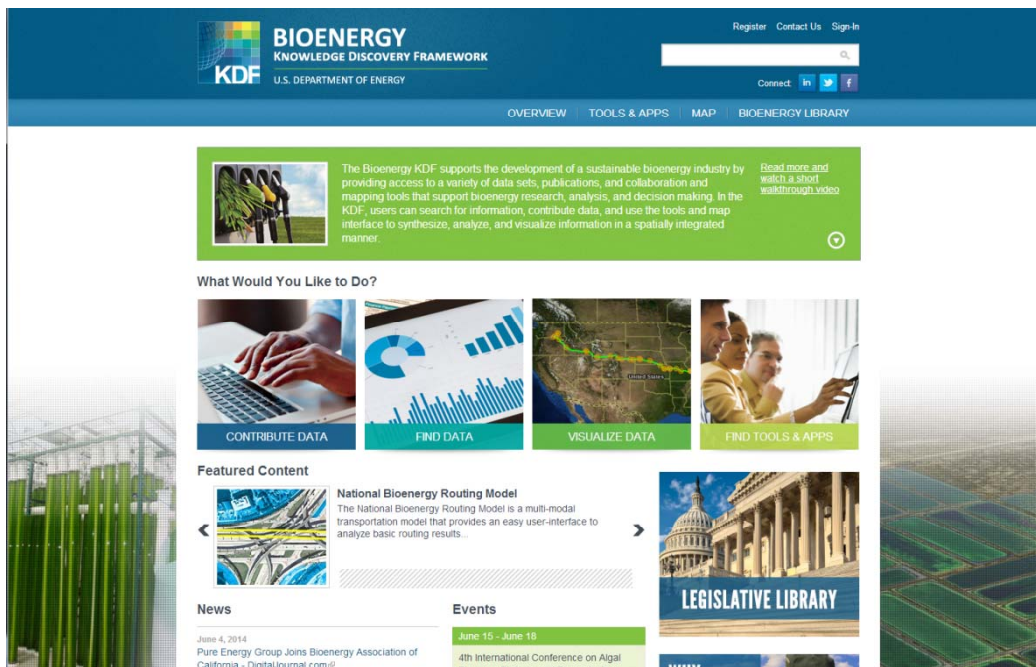 Register Contact Us Sign-In
BIOENERGY
KNOWLEDGE DISCOVERY FRAMEWORK
KDF
U.S. DEPARTMENT OF ENERGY
Connect:
OVERVIEW TOOLS & APPS MAP BIOENERGY LIBRARY
The Bioenergy KDF supports the development of a sustainable bioenergy industry by
providing access to a variety of data sets, publications, and collaboration and
mapping tools that support bioenergy research, analysis, and decision making. In the
KDF, users can search for information, contribute data, and use the tools and map
interface to synthesize, analyze, and visualize information in a spatially integrated
manner.
Read more and
watch a short
walkthrough video
What Would You Like to Do?
United States
CONTRIBUTE DATA
FIND DATA
VISUALIZE DATA
FIND TOOLS & APPS
Featured Content
National Bioenergy Routing Model
The National Bioenergy Routing Model is a multi-modal
transportation model that provides an easy user-interface to
analyze basic routing results...
LEGISLATIVE LIBRARY
News
June 4, 2014
Pure Energy Group Joins Bioenergy Association of
California - DigitalJournal.com
Events
June 15 - June 18
4th International Conference on Algal
WHY